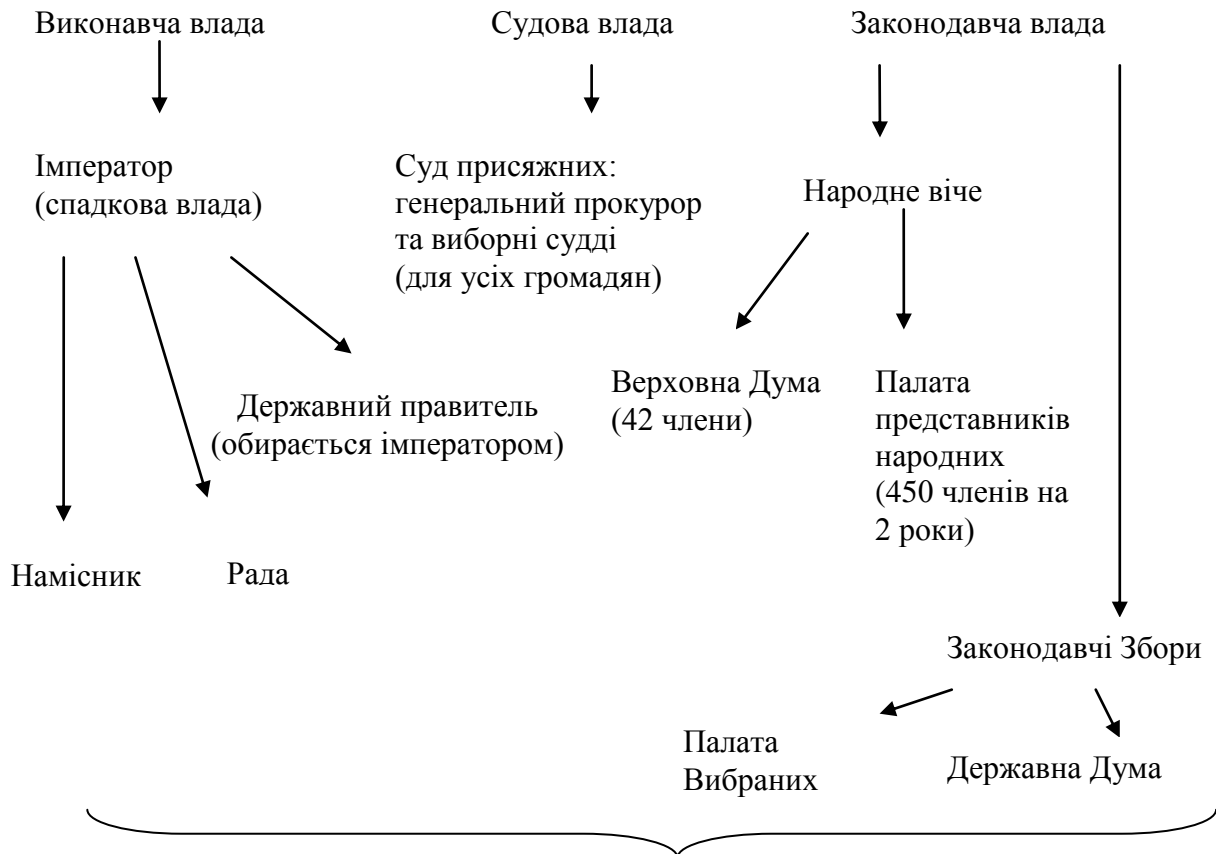 Виконавча влада
Судова влада
Законодавча влада
Імператор
(спадкова влада)
Суд присяжних:
генеральний прокурор
та виборні судді
(для усіх громадян)
Народне віче
Державний правитель
(обирається імператором)
Верховна Дума
(42 члени)
Палата
представників
народних
(450 членів на
2 роки)
Намісник
Рада
Законодавчі Збори
Палата
Вибраних
Державна Дума